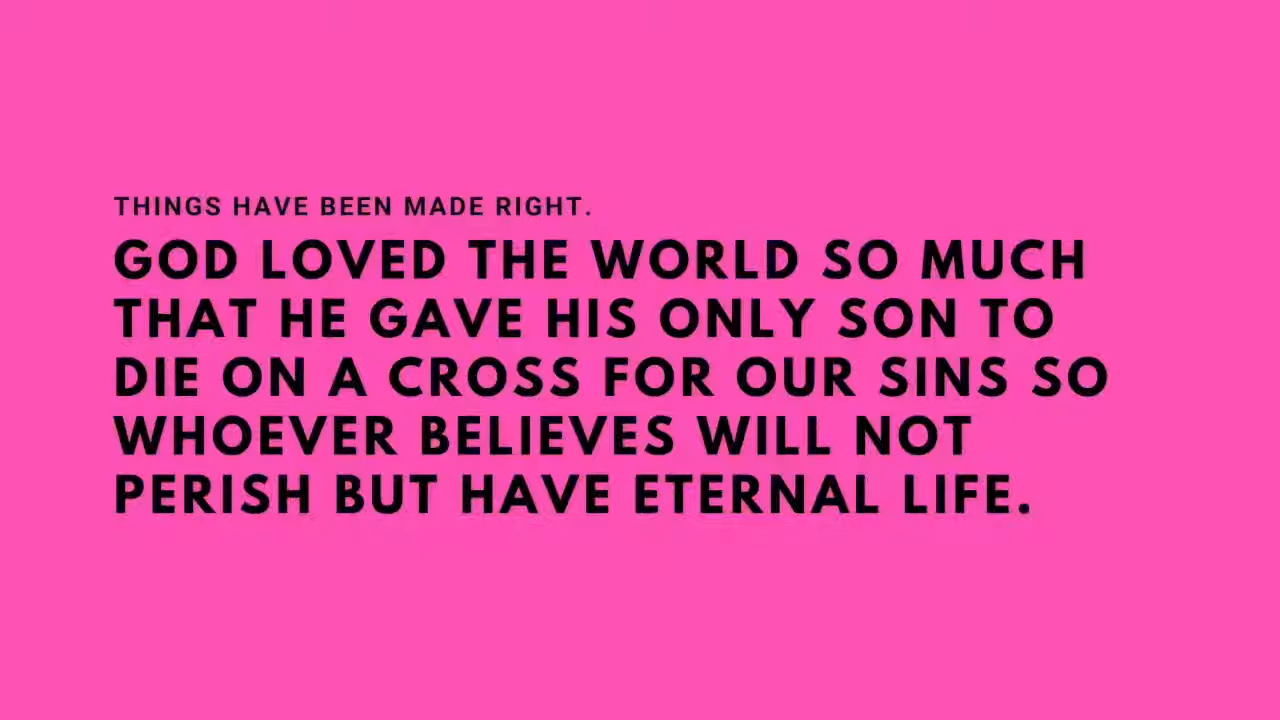 THINGS HAVE BEEN MADE RIGHT.
GOD LOVED THE WORLD SO MUCH
THAT HE GAVE HIS ONLY SON TO
DIE ON A CROSS FOR OUR SINS SO
WHOEVER BELIEVES WILL NOT
PERISH BUT HAVE ETERNAL LIFE.